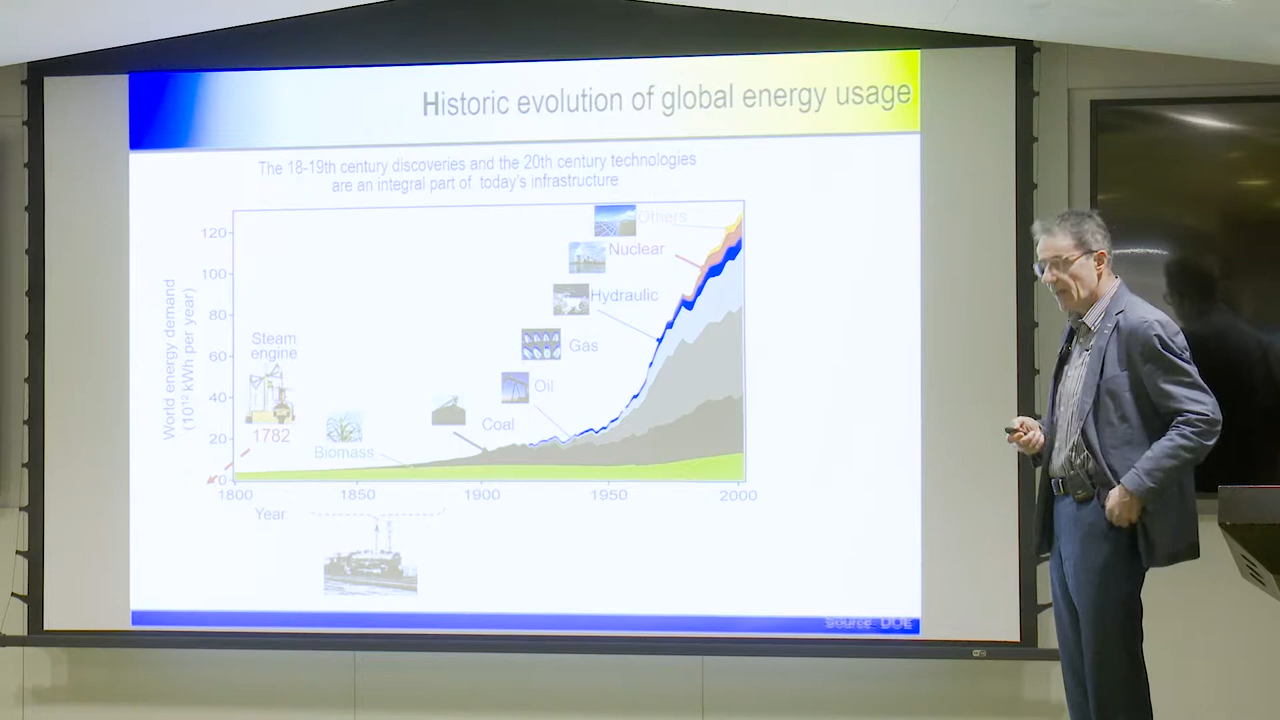 Historic evolution of global energy usage
The 18-19th century discoveries and the 20th century technologies
are an integral part of today's infrastructure
World energy demand
(10¹² kWh per year)
120
100
80
60
40
20
0
Others
Nuclear
Hydraulic
Gas
Oil
Coal
Biomass
Steam
engine
1782
1800
1850
1900
1950
2000
Year
Source: DOE